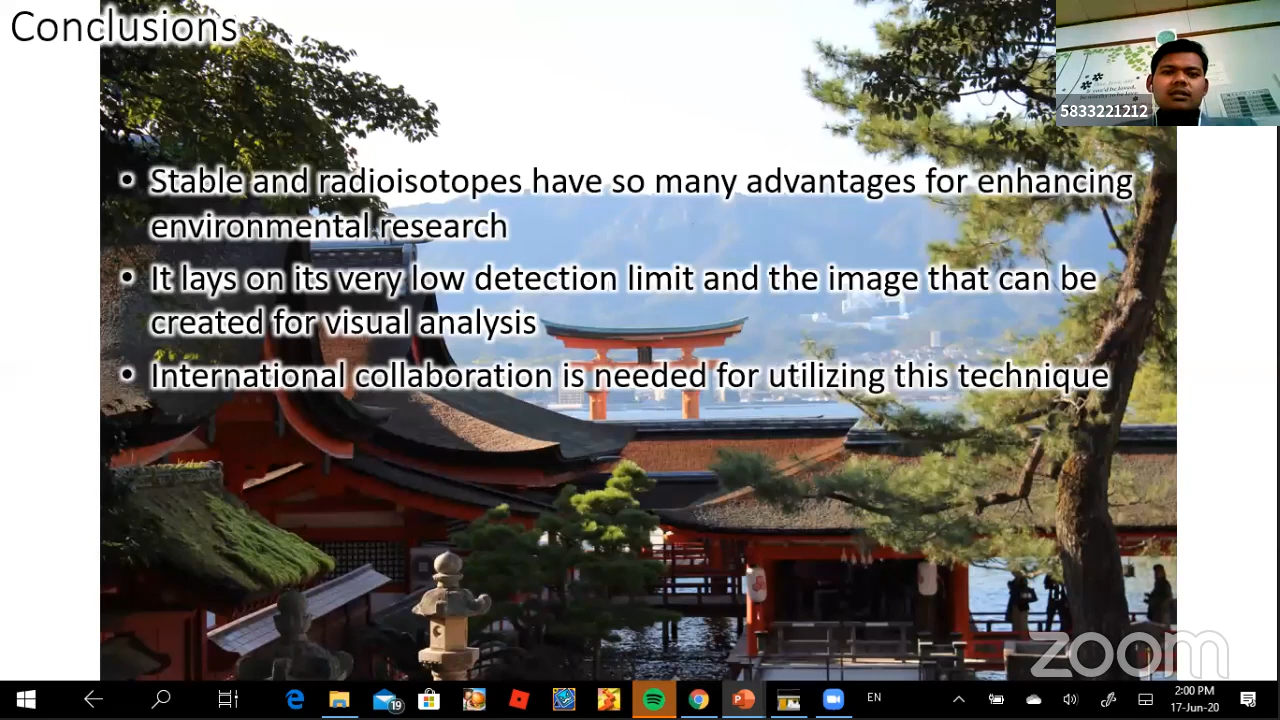 Conclusions
5833221212
• Stable and radioisotopes have so many advantages for enhancing
environmental research
• It lays on its very low detection limit and the image that can be
created for visual analysis
• International collaboration is needed for utilizing this technique
zoom
19
EN
2:00 PM
17-Jun-20